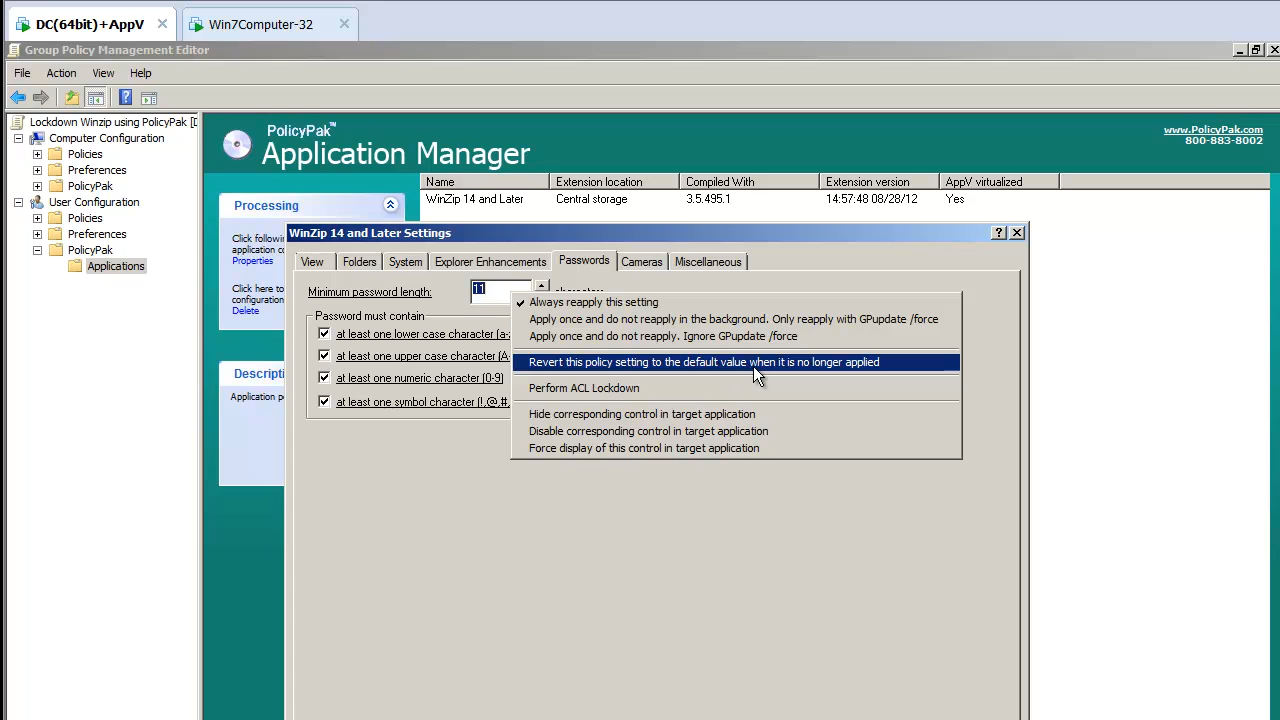 DC(64bit)+AppV
Win7Computer-32
Group Policy Management Editor
File Action View Help
Lockdown Winzip using PolicyPak [D
Computer Configuration
Policies
Preferences
PolicyPak
User Configuration
Policies
Preferences
PolicyPak
Applications
PolicyPak™
Application Manager
www.PolicyPak.com
800-883-8002
Processing
Click followin
application co
Properties
Click here to
configuration
Delete
Descripti
Application po
Name Extension location Compiled With Extension version AppV virtualized
WinZip 14 and Later Central storage 3.5.495.1 14:57:48 08/28/12 Yes
WinZip 14 and Later Settings
View Folders System Explorer Enhancements Passwords Cameras Miscellaneous
Minimum password length: 11 characters
Password must contain
at least one lower case character (a-z
at least one upper case character (A
at least one numeric character (0-9)
at least one symbol character (!,@,#,
Always reapply this setting
Apply once and do not reapply in the background. Only reapply with GPupdate /force
Apply once and do not reapply. Ignore GPupdate /force
Revert this policy setting to the default value when it is no longer applied
Perform ACL Lockdown
Hide corresponding control in target application
Disable corresponding control in target application
Force display of this control in target application